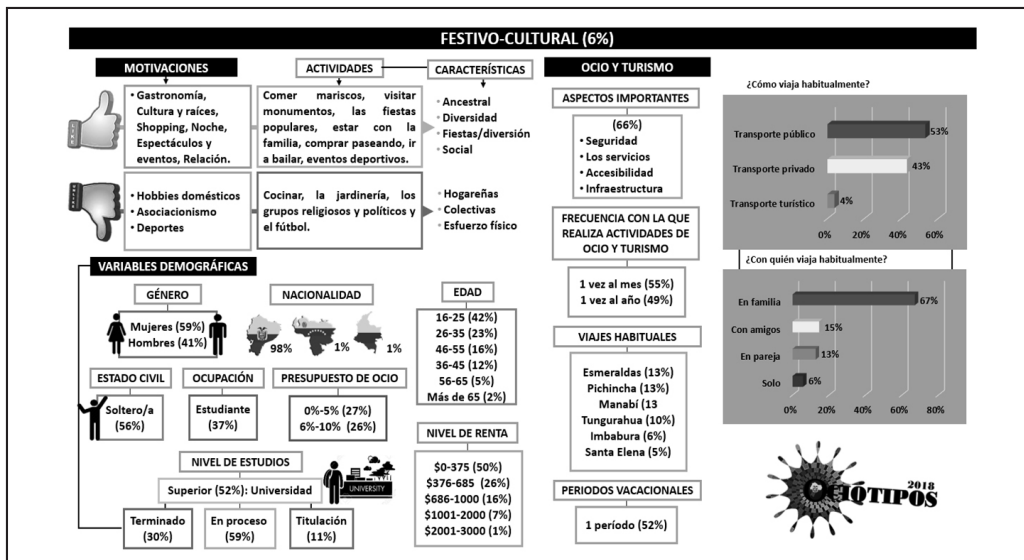 FESTIVO-CULTURAL (6%)
MOTIVACIONES
• Gastronomía,
Cultura y raíces,
Shopping, Noche,
Espectáculos y
eventos, Relación.
• Hobbies domésticos
• Asociacionismo
• Deportes
ACTIVIDADES
Comer mariscos, visitar
monumentos, las fiestas
populares, estar con la
familia, comprar paseando, ir
a bailar, eventos deportivos.
Cocinar, la jardinería, los
grupos religiosos y políticos y
el fútbol.
CARACTERÍSTICAS
• Ancestral
• Diversidad
• Fiestas/diversión
• Social
• Hogareñas
• Colectivas
• Esfuerzo físico
VARIABLES DEMOGRÁFICAS
GÉNERO
Mujeres (59%)
Hombres (41%)
NACIONALIDAD
98%
1%
1%
EDAD
16-25 (42%)
26-35 (23%)
46-55 (16%)
36-45 (12%)
56-65 (5%)
Más de 65 (2%)
ESTADO CIVIL
Soltero/a
(56%)
OCUPACIÓN
Estudiante
(37%)
PRESUPUESTO DE OCIO
0%-5% (27%)
6%-10% (26%)
NIVEL DE ESTUDIOS
Superior (52%): Universidad
UNIVERSITY
Terminado
(30%)
En proceso
(59%)
Titulación
(11%)
NIVEL DE RENTA
$0-375 (50%)
$376-685 (26%)
$686-1000 (16%)
$1001-2000 (7%)
$2001-3000 (1%)
OCIO Y TURISMO
ASPECTOS IMPORTANTES
(66%)
• Seguridad
• Los servicios
• Accesibilidad
• Infraestructura
FRECUENCIA CON LA QUE
REALIZA ACTIVIDADES DE
OCIO Y TURISMO
1 vez al mes (55%)
1 vez al año (49%)
VIAJES HABITUALES
Esmeraldas (13%)
Pichincha (13%)
Manabí (13
Tungurahua (10%)
Imbabura (6%)
Santa Elena (5%)
PERIODOS VACACIONALES
1 período (52%)
¿Cómo viaja habitualmente?
Transporte público
53%
Transporte privado
43%
Transporte turístico
4%
0% 20% 40% 60%
¿Con quién viaja habitualmente?
En familia
67%
Con amigos
15%
En pareja
13%
Solo
6%
0% 20% 40% 60% 80%
2018
OCIOTIPOS